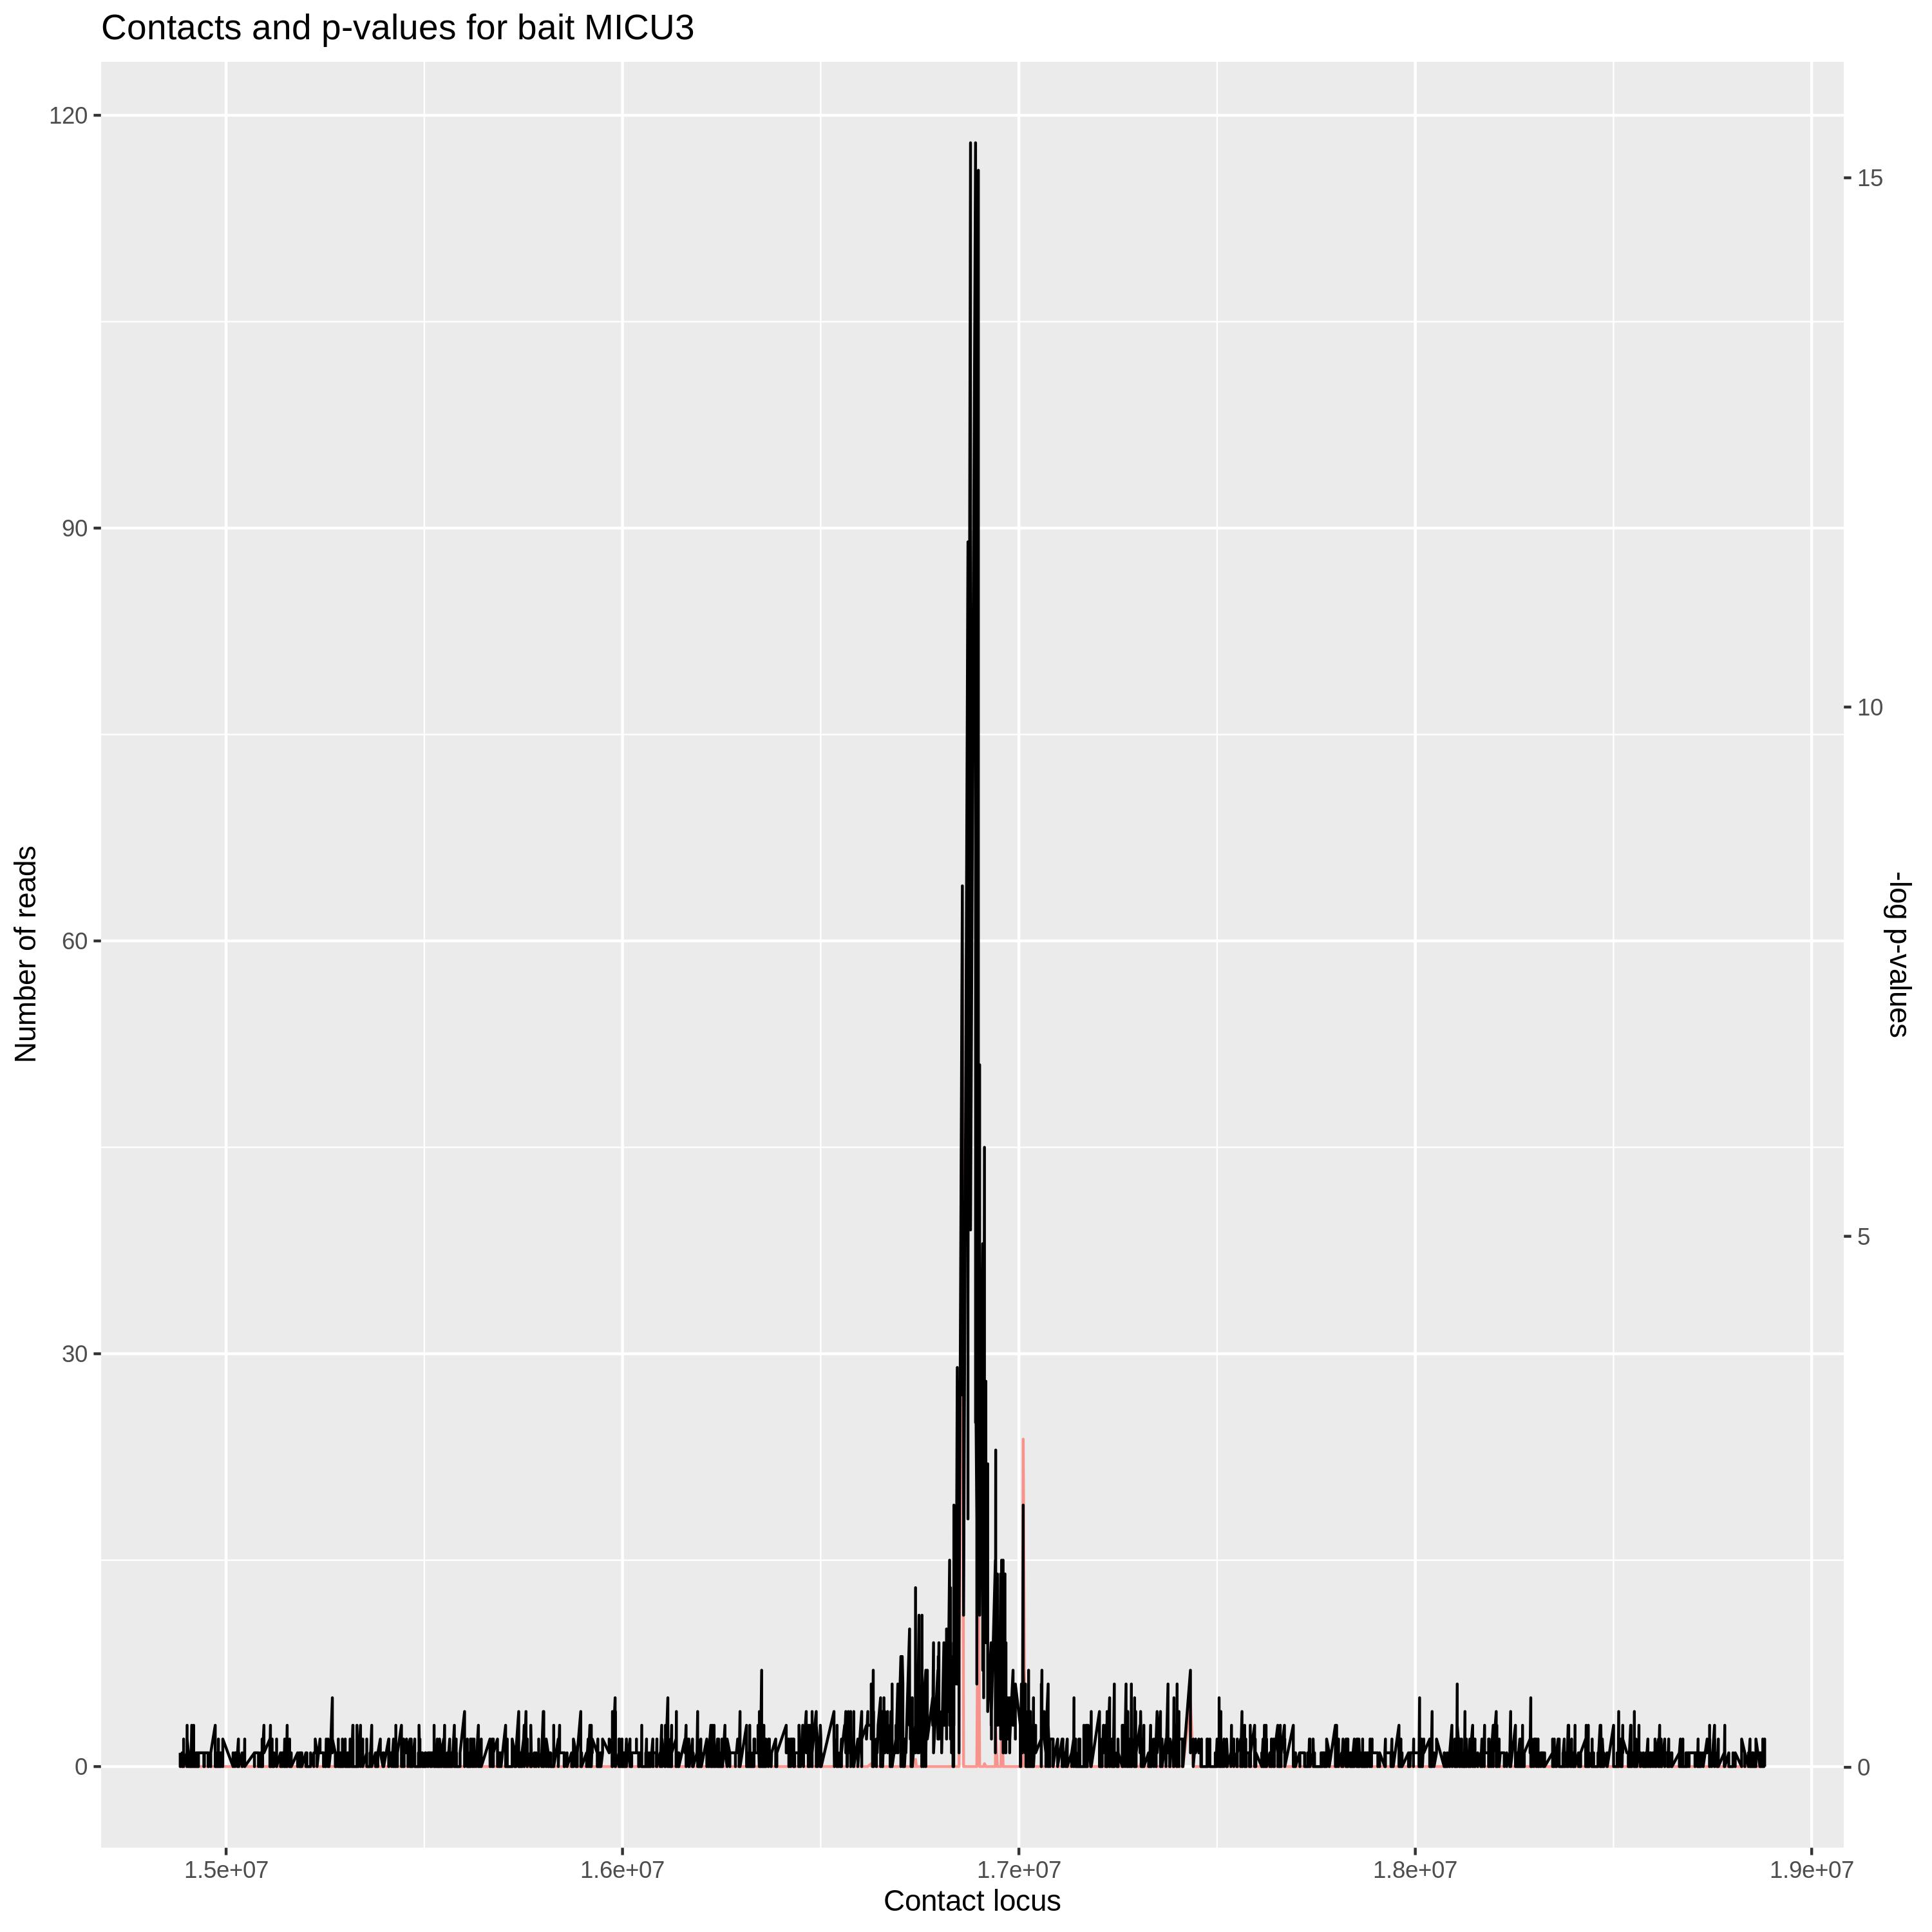 Contacts and p-values for bait MICU3
120
90
60
30
0
Number of reads
15
10
5
0
-log p-values
1.5e+07
1.6e+07
1.7e+07
1.8e+07
1.9e+07
Contact locus